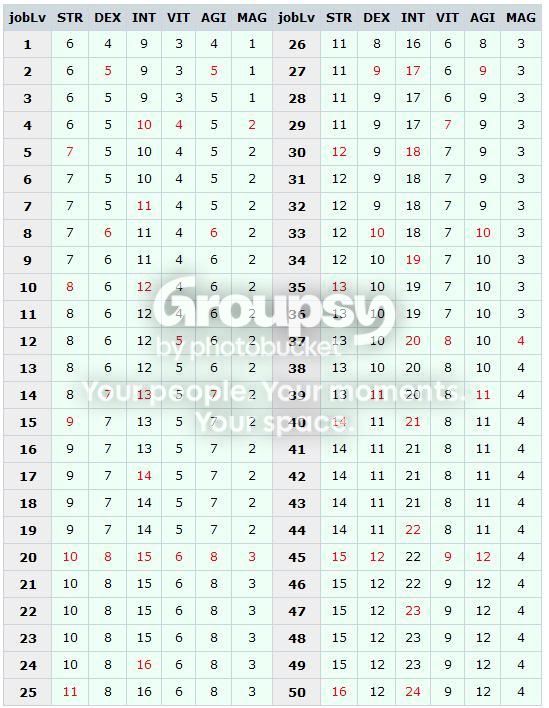 jobLv STR DEX INT VIT AGI MAG jobLv STR DEX INT VIT AGI MAG
1 6 4 9 3 4 1 26 11 8 16 6 8 3
2 6 5 9 3 5 1 27 11 9 17 6 9 3
3 6 5 9 3 5 1 28 11 9 17 6 9 3
4 6 5 10 4 5 2 29 11 9 17 7 9 3
5 7 5 10 4 5 2 30 12 9 18 7 9 3
6 7 5 10 4 5 2 31 12 9 18 7 9 3
7 7 5 11 4 5 2 32 12 9 18 7 9 3
8 7 6 11 4 6 2 33 12 10 18 7 10 3
9 7 6 11 4 6 2 34 12 10 19 7 10 3
10 8 6 12 4 6 2 35 13 10 19 7 10 3
11 8 6 12 4 6 2 36 13 10 19 7 10 3
12 8 6 12 5 6 2 37 13 10 20 8 10 4
13 8 6 12 5 6 2 38 13 10 20 8 10 4
14 8 7 13 5 7 2 39 13 11 20 8 11 4
15 9 7 13 5 7 2 40 14 11 21 8 11 4
16 9 7 13 5 7 2 41 14 11 21 8 11 4
17 9 7 14 5 7 2 42 14 11 21 8 11 4
18 9 7 14 5 7 2 43 14 11 21 8 11 4
19 9 7 14 5 7 2 44 14 11 22 8 11 4
20 10 8 15 6 8 3 45 15 12 22 9 12 4
21 10 8 15 6 8 3 46 15 12 22 9 12 4
22 10 8 15 6 8 3 47 15 12 23 9 12 4
23 10 8 15 6 8 3 48 15 12 23 9 12 4
24 10 8 16 6 8 3 49 15 12 23 9 12 4
25 11 8 16 6 8 3 50 16 12 24 9 12 4
Groupsy
by photobucket
Your people. Your moments.
Your space.